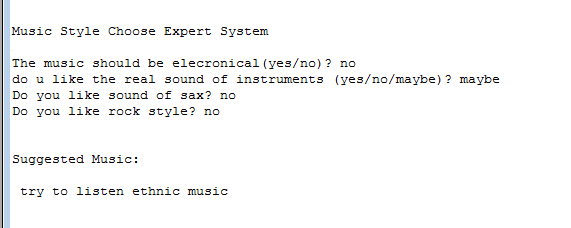 Music Style Choose Expert System
The music should be elecronical(yes/no)? no
do u like the real sound of instruments (yes/no/maybe)? maybe
Do you like sound of sax? no
Do you like rock style? no
Suggested Music:
try to listen ethnic music